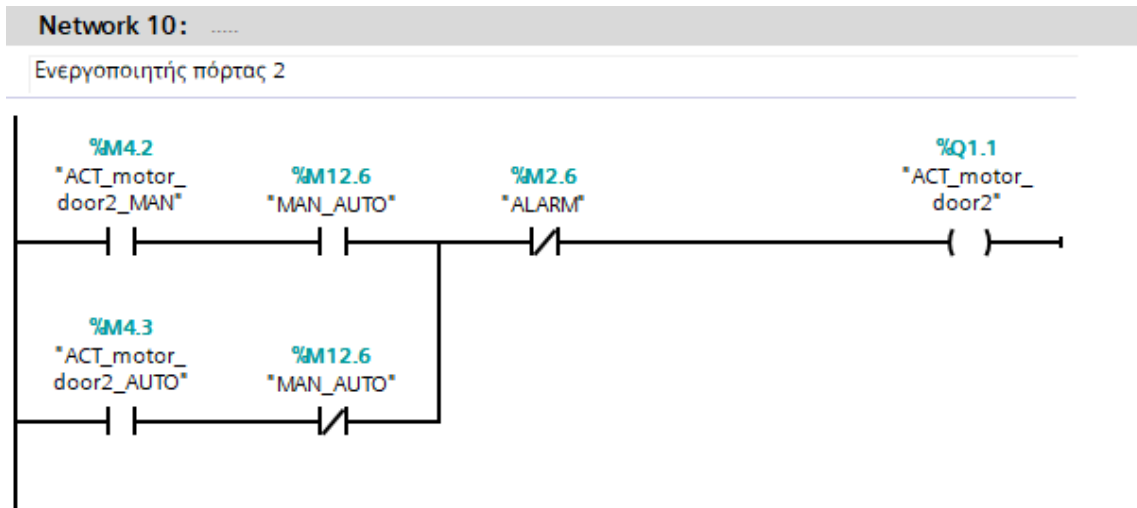 Network 10: .....
Ενεργοποιητής πόρτας 2
%M4.2
"ACT_motor_
door2_MAN"
%M12.6
"MAN_AUTO"
%M2.6
"ALARM"
%Q1.1
"ACT_motor_
door2"
%M4.3
"ACT_motor_
door2_AUTO"
%M12.6
"MAN_AUTO"